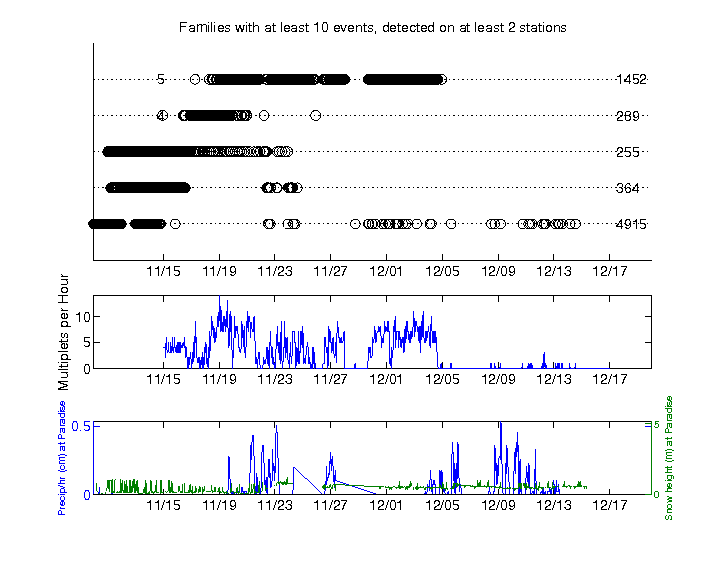 Families with at least 10 events, detected on at least 2 stations
5 1452
4 289
255
364
4915
11/15 11/19 11/23 11/27 12/01 12/05 12/09 12/13 12/17
Multiplets per Hour
10
5
0
11/15 11/19 11/23 11/27 12/01 12/05 12/09 12/13 12/17
Precip/hr (cm) at Paradise
0.5
0
5
0
Snow height (m) at Paradise
11/15 11/19 11/23 11/27 12/01 12/05 12/09 12/13 12/17